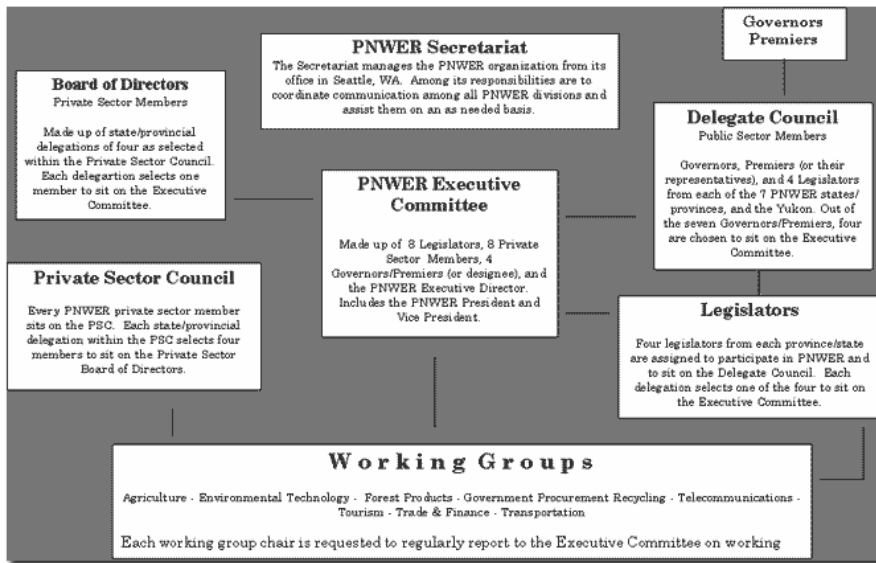 Governors
Premiers
PNWER Secretariat
The Secretariat manages the PNWER organization from its
office in Seattle, WA. Among its responsibilities are to
coordinate communication among all PNWER divisions and
assist them on an as needed basis.
Board of Directors
Private Sector Members
Made up of state/provincial
delegations of four as selected
within the Private Sector Council.
Each delegartion selects one
member to sit on the Executive
Committee.
Delegate Council
Public Sector Members
Governors, Premiers (or their
representatives), and 4 Legislators
from each of the 7 PNWER states/
provinces, and the Yukon. Out of
the seven Governors/Premiers, four
are chosen to sit on the Executive
Committee.
PNWER Executive
Committee
Made up of 8 Legislators, 8 Private
Sector Members, 4
Governors/Premiers (or designee), and
the PNWER Executive Director.
Includes the PNWER President and
Vice President.
Private Sector Council
Every PNWER private sector member
sits on the PSC. Each state/provincial
delegation within the PSC selects four
members to sit on the Private Sector
Board of Directors.
Legislators
Four legislators from each province/state
are assigned to participate in PNWER and
to sit on the Delegate Council. Each
delegation selects one of the four to sit on
the Executive Committee.
Working Groups
Agriculture - Environmental Technology - Forest Products - Government Procurement Recycling - Telecommunications -
Tourism - Trade & Finance - Transportation
Each working group chair is requested to regularly report to the Executive Committee on working